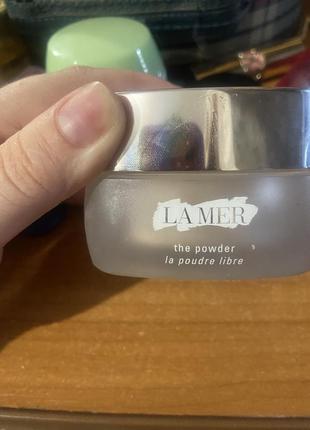 LA MER
the powder
la poudre libre